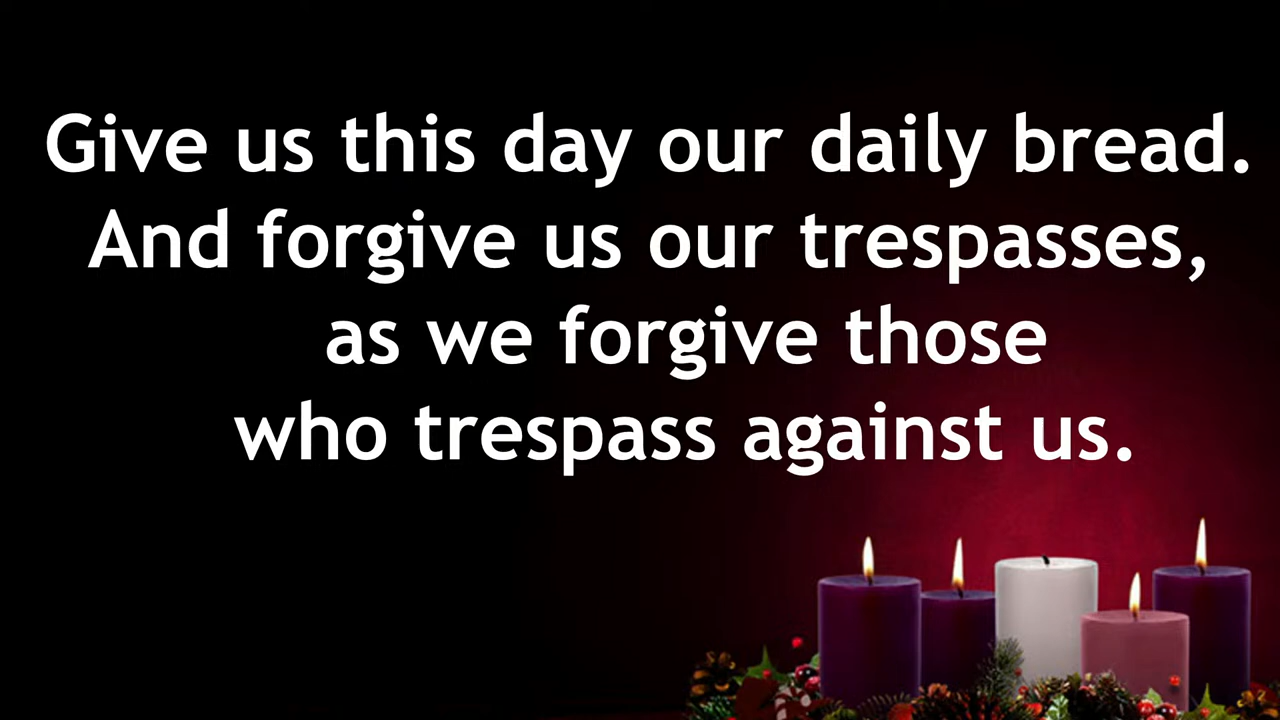 Give us this day our daily bread.
And forgive us our trespasses,
as we forgive those
who trespass against us.